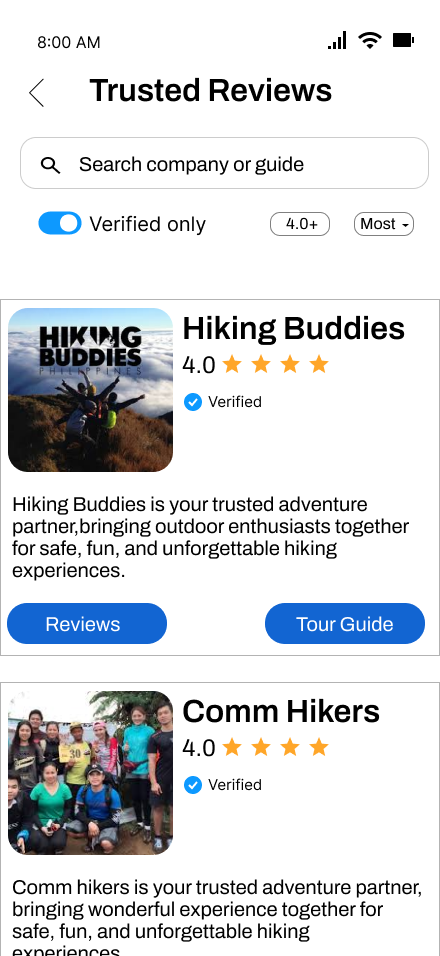 8:00 AM
Trusted Reviews
Search company or guide
Verified only
4.0+
Most
HIKING
BUDDIES
PHILIPPINES
Hiking Buddies
4.0
Verified
Hiking Buddies is your trusted adventure
partner,bringing outdoor enthusiasts together
for safe, fun, and unforgettable hiking
experiences.
Reviews
Tour Guide
30
Comm Hikers
4.0
Verified
Comm hikers is your trusted adventure partner,
bringing wonderful experience together for
safe, fun, and unforgettable hiking
experiences